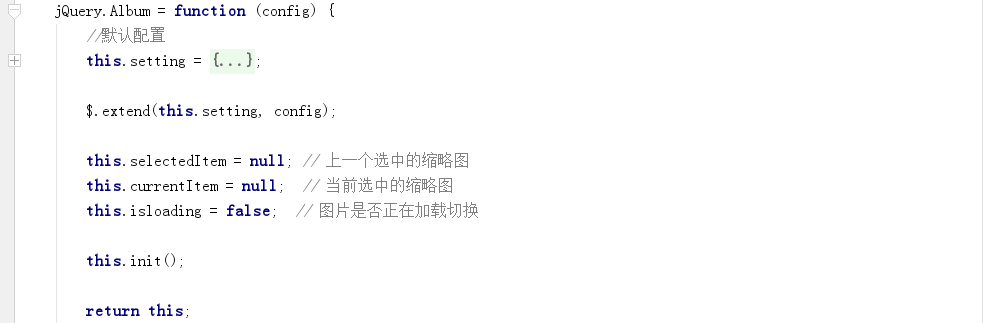 jQuery.Album = function (config) {
//默认配置
this.setting = {...};
$.extend(this.setting, config);
this.selectedItem = null; // 上一个选中的缩略图
this.currentItem = null; // 当前选中的缩略图
this.isloading = false; // 图片是否正在加载切换
this.init();
return this;